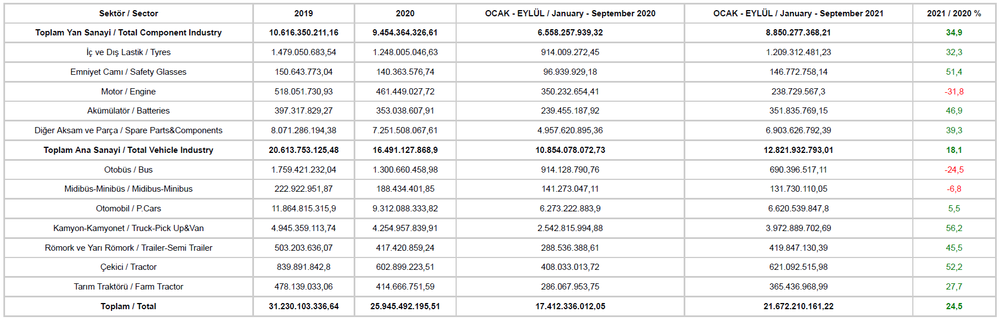 Sektör / Sector 2019 2020 OCAK - EYLÜL / January - September 2020 OCAK - EYLÜL / January - September 2021 2021 / 2020 %
Toplam Yan Sanayi / Total Component Industry 10.616.350.211,16 9.454.364.326,61 6.558.257.939,32 8.850.277.368,21 34,9
İç ve Dış Lastik / Tyres 1.479.050.683,54 1.248.005.046,63 914.009.272,45 1.209.312.481,23 32,3
Emniyet Camı / Safety Glasses 150.643.773,04 140.363.576,74 96.939.929,18 146.772.758,14 51,4
Motor / Engine 518.051.730,93 461.449.027,72 350.232.654,41 238.729.567,3 -31,8
Akümülatör / Batteries 397.317.829,27 353.038.607,91 239.455.187,92 351.835.769,15 46,9
Diğer Aksam ve Parça / Spare Parts&Components 8.071.286.194,38 7.251.508.067,61 4.957.620.895,36 6.903.626.792,39 39,3
Toplam Ana Sanayi / Total Vehicle Industry 20.613.753.125,48 16.491.127.868,9 10.854.078.072,73 12.821.932.793,01 18,1
Otobüs / Bus 1.759.421.232,04 1.300.660.458,98 914.128.790,76 690.396.517,11 -24,5
Midibüs-Minibüs / Midibus-Minibus 222.922.951,87 188.434.401,85 141.273.047,11 131.730.110,05 -6,8
Otomobil / P.Cars 11.864.815.315,9 9.312.088.333,82 6.273.222.883,9 6.620.539.847,8 5,5
Kamyon-Kamyonet / Truck-Pick Up&Van 4.945.359.113,74 4.254.957.839,91 2.542.815.994,88 3.972.889.702,69 56,2
Römork ve Yarı Römork / Trailer-Semi Trailer 503.203.636,07 417.420.859,24 288.536.388,61 419.847.130,39 45,5
Çekici / Tractor 839.891.842,8 602.899.223,51 408.033.013,72 621.092.515,98 52,2
Tarım Traktörü / Farm Tractor 478.139.033,06 414.666.751,59 286.067.953,75 365.436.968,99 27,7
Toplam / Total 31.230.103.336,64 25.945.492.195,51 17.412.336.012,05 21.672.210.161,22 24,5